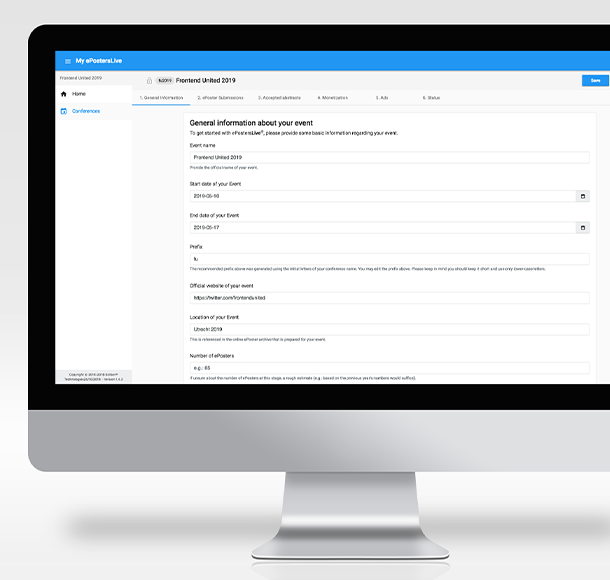 My ePostersLive
Frontend United 2019
fu2019 Frontend United 2019
Save
Home
Conferences
1. General Information 2. ePoster Submissions 3. Accepted abstracts 4. Monetization 5. Ads 6. Status
General information about your event
To get started with ePostersLive®, please provide some basic information regarding your event.
Event name
Frontend United 2019
Provide the official name of your event.
Start date of your Event
2019-05-16
End date of your Event
2019-05-17
Prefix
fu
The recommended prefix above was generated using the initial letters of your conference name. You may edit the prefix above. Please keep in mind you should keep it short and use only lowercase letters.
Official website of your event
https://twitter.com/frontendunited
Location of your Event
Utrecht 2019
This is referenced in the online ePoster archive that is prepared for your event.
Number of ePosters
e.g.: 85
If unsure about the number of ePosters at this stage, a rough estimate (e.g.: based on the previous year's numbers would suffice).
Copyright © 2014-2018 SciGen®